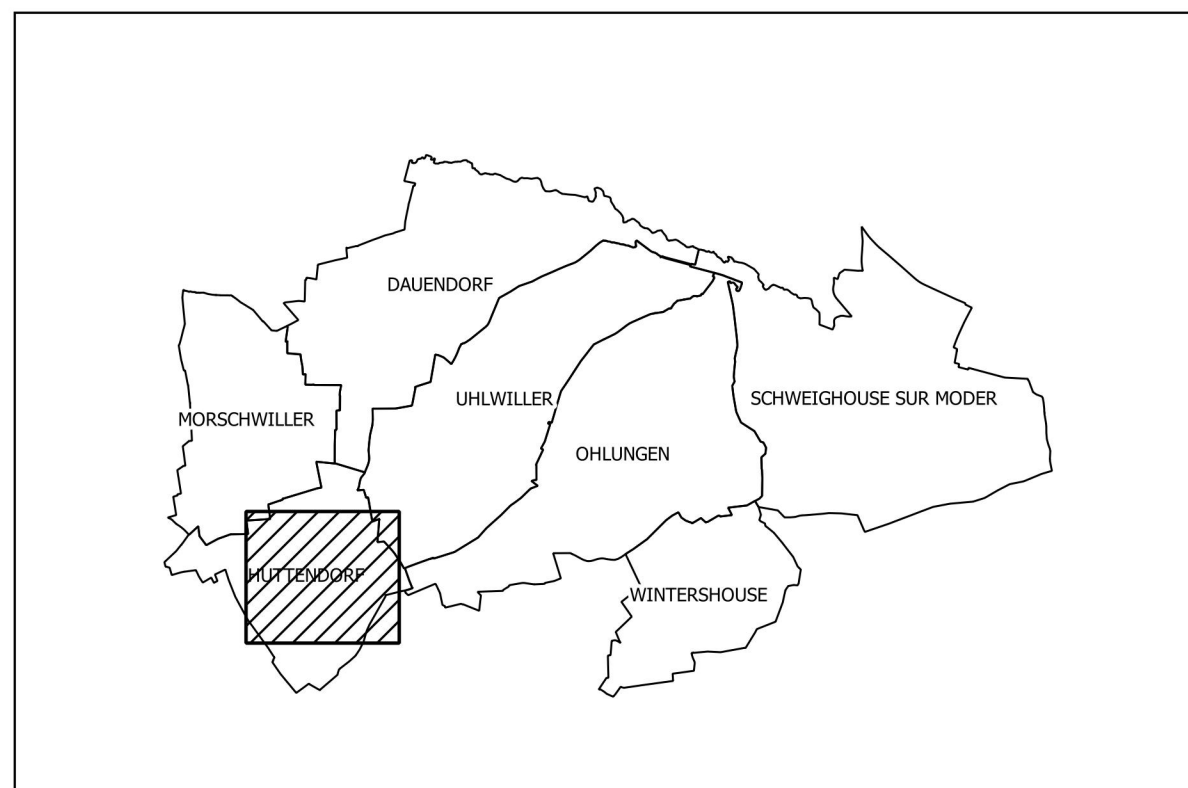 DAUENDORF
UHLWILLER
SCHWEIGHOUSE SUR MODER
MORSCHWILLER
OHLUNGEN
HUTTENDORF
WINTERSHOUSE